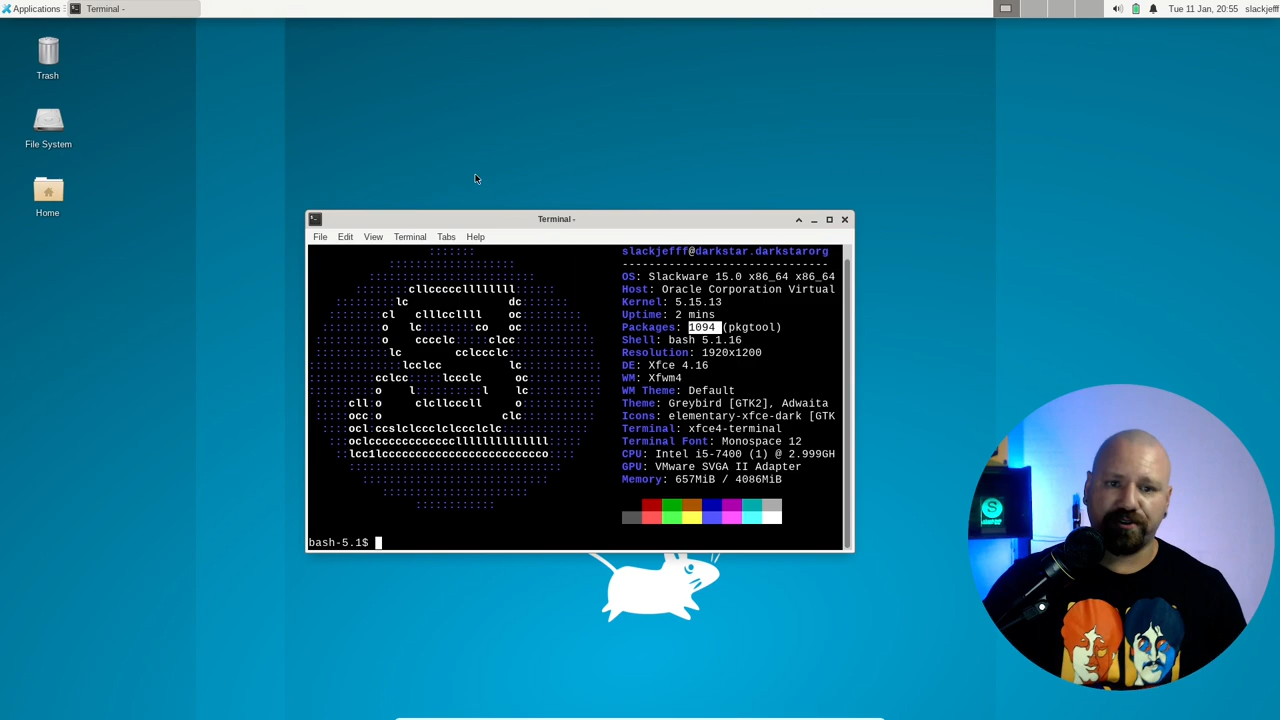 Applications
Terminal -
Tue 11 Jan, 20:55
slackjefff
Trash
File System
Home
Terminal -
File Edit View Terminal Tabs Help
slackjefff@darkstar.darkstarorg
-------------------------------
OS: Slackware 15.0 x86_64 x86_64
Host: Oracle Corporation Virtual
Kernel: 5.15.13
Uptime: 2 mins
Packages: 1094 (pkgtool)
Shell: bash 5.1.16
Resolution: 1920x1200
DE: Xfce 4.16
WM: Xfwm4
WM Theme: Default
Theme: Greybird [GTK2], Adwaita
Icons: elementary-xfce-dark [GTK
Terminal: xfce4-terminal
Terminal Font: Monospace 12
CPU: Intel i5-7400 (1) @ 2.999GH
GPU: VMware SVGA II Adapter
Memory: 657MiB / 4086MiB
bash-5.1$